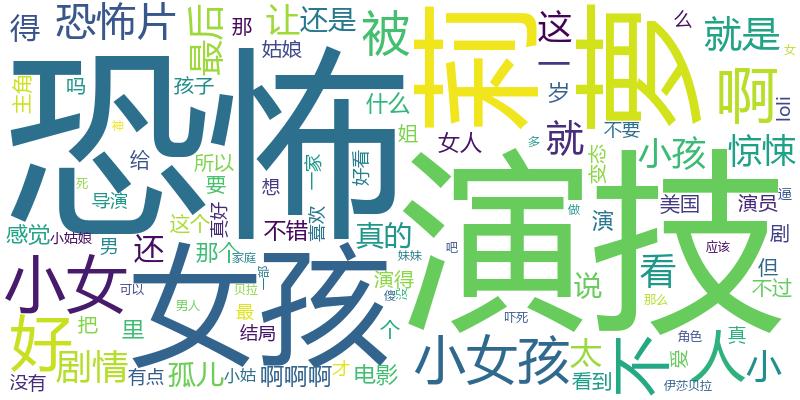 得
恐怖片
最后
那
让
还是
被
刺
萝
这
么
就是
女
主角
吗
姑娘
孩子
什么
一
岁
啊
loli
恐怖
姐
女人
就
不要
给
所以
想
一家
好看
变态
小孩
惊悚
死
要
多
导演
这个
真好
喜欢
演技
做
演
美国
演员
逼
感觉
小姑娘
男
还
那个
不错
真的
妹妹
吧
应该
剧
家庭
看
但
小女
女孩
可以
男人
贝拉
最
演得
说
那么
不过
吓死
好
把
里
结局
个
角色
真
剧情
孤儿
小姑
啊啊啊
才
电影
小女孩
太
不
爱
人
小
没有
有点
看到
伊莎贝拉